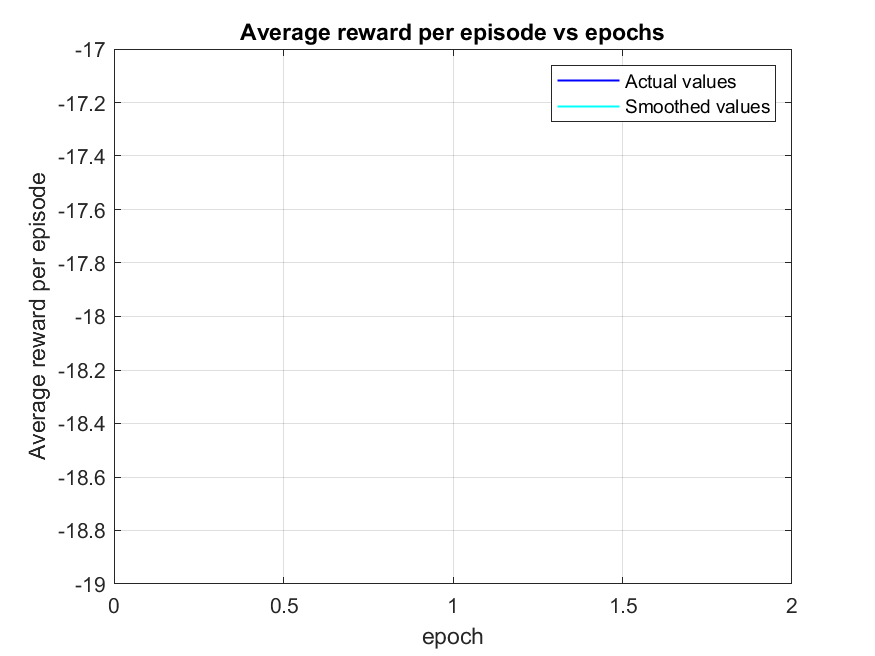 Average reward per episode vs epochs
-17
-17.2
-17.4
-17.6
-17.8
-18
-18.2
-18.4
-18.6
-18.8
-19
Average reward per episode
Actual values
Smoothed values
0 0.5 1 1.5 2
epoch